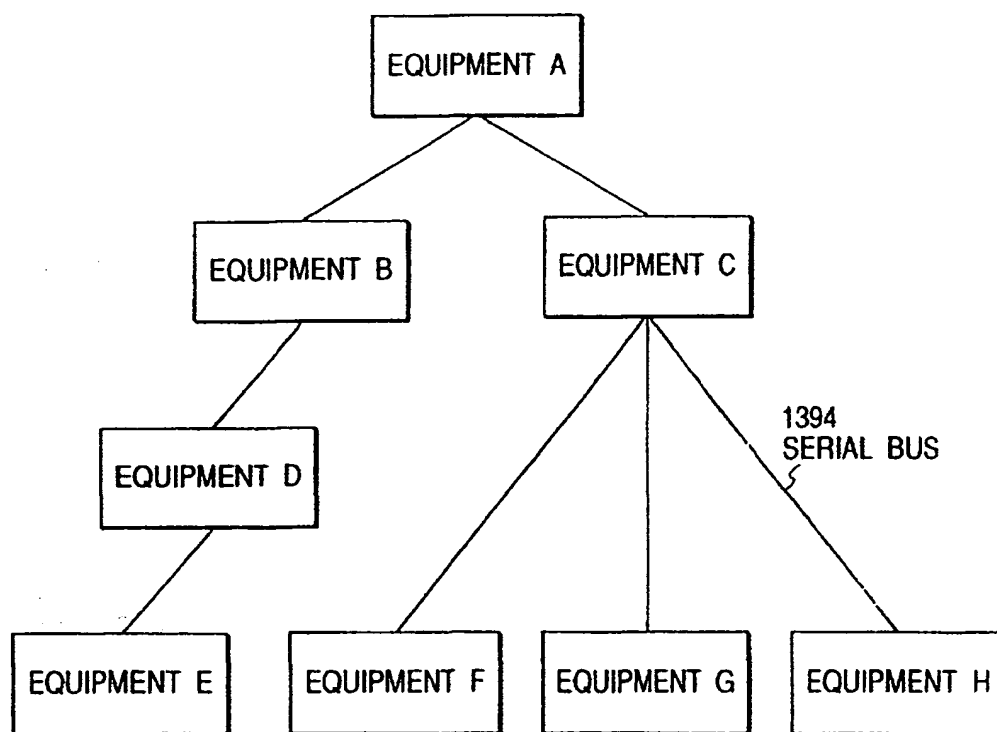 EQUIPMENT A
EQUIPMENT B
EQUIPMENT C
1394
SERIAL BUS
EQUIPMENT D
EQUIPMENT E
EQUIPMENT F
EQUIPMENT G
EQUIPMENT H